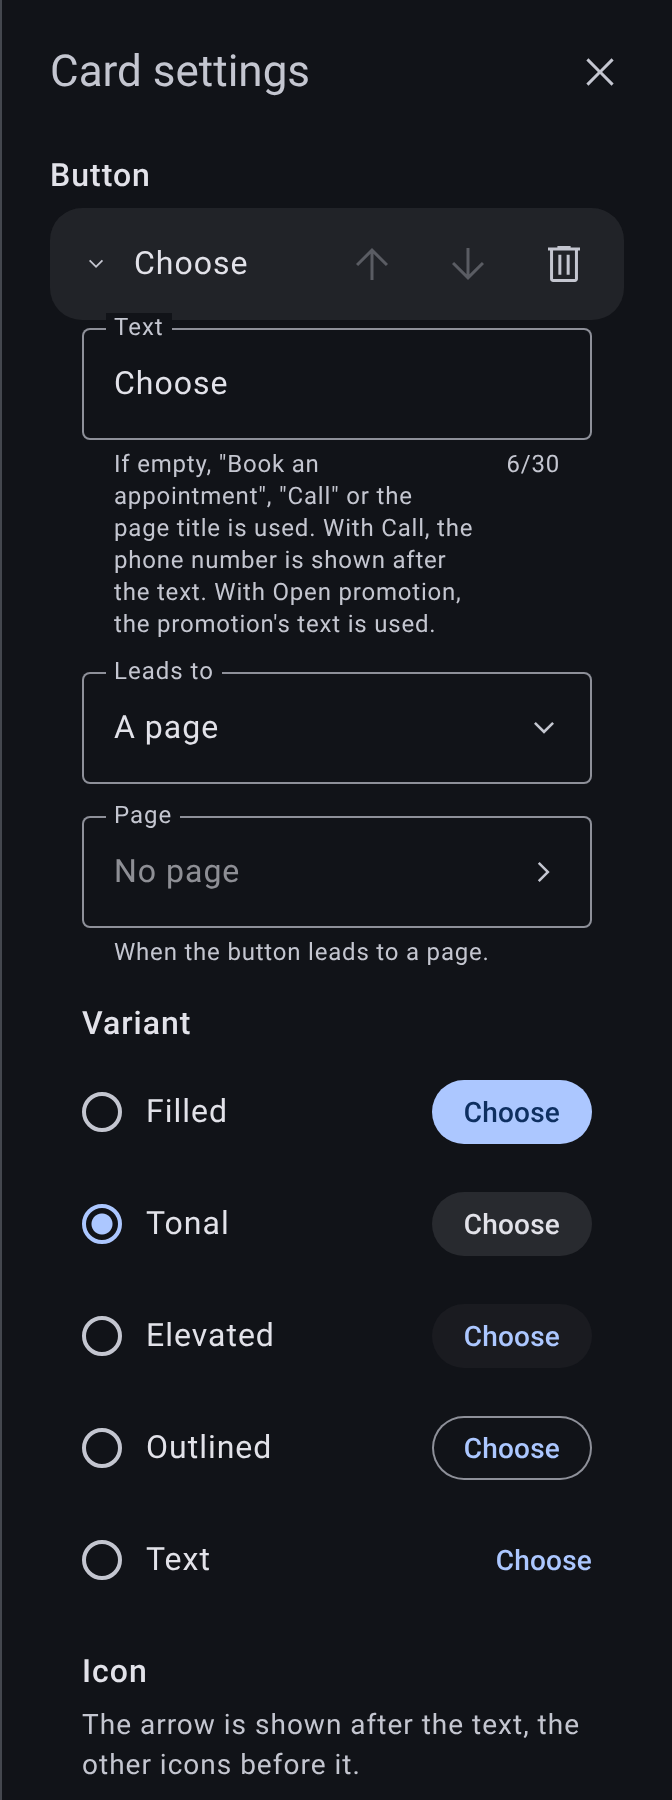 Card settings
Button
Choose
Text
Choose
If empty, "Book an
appointment", "Call" or the
page title is used. With Call, the
phone number is shown after
the text. With Open promotion,
the promotion's text is used.
6/30
Leads to
A page
Page
No page
When the button leads to a page.
Variant
Filled
Choose
Tonal
Choose
Elevated
Choose
Outlined
Choose
Text
Choose
Icon
The arrow is shown after the text, the
other icons before it.